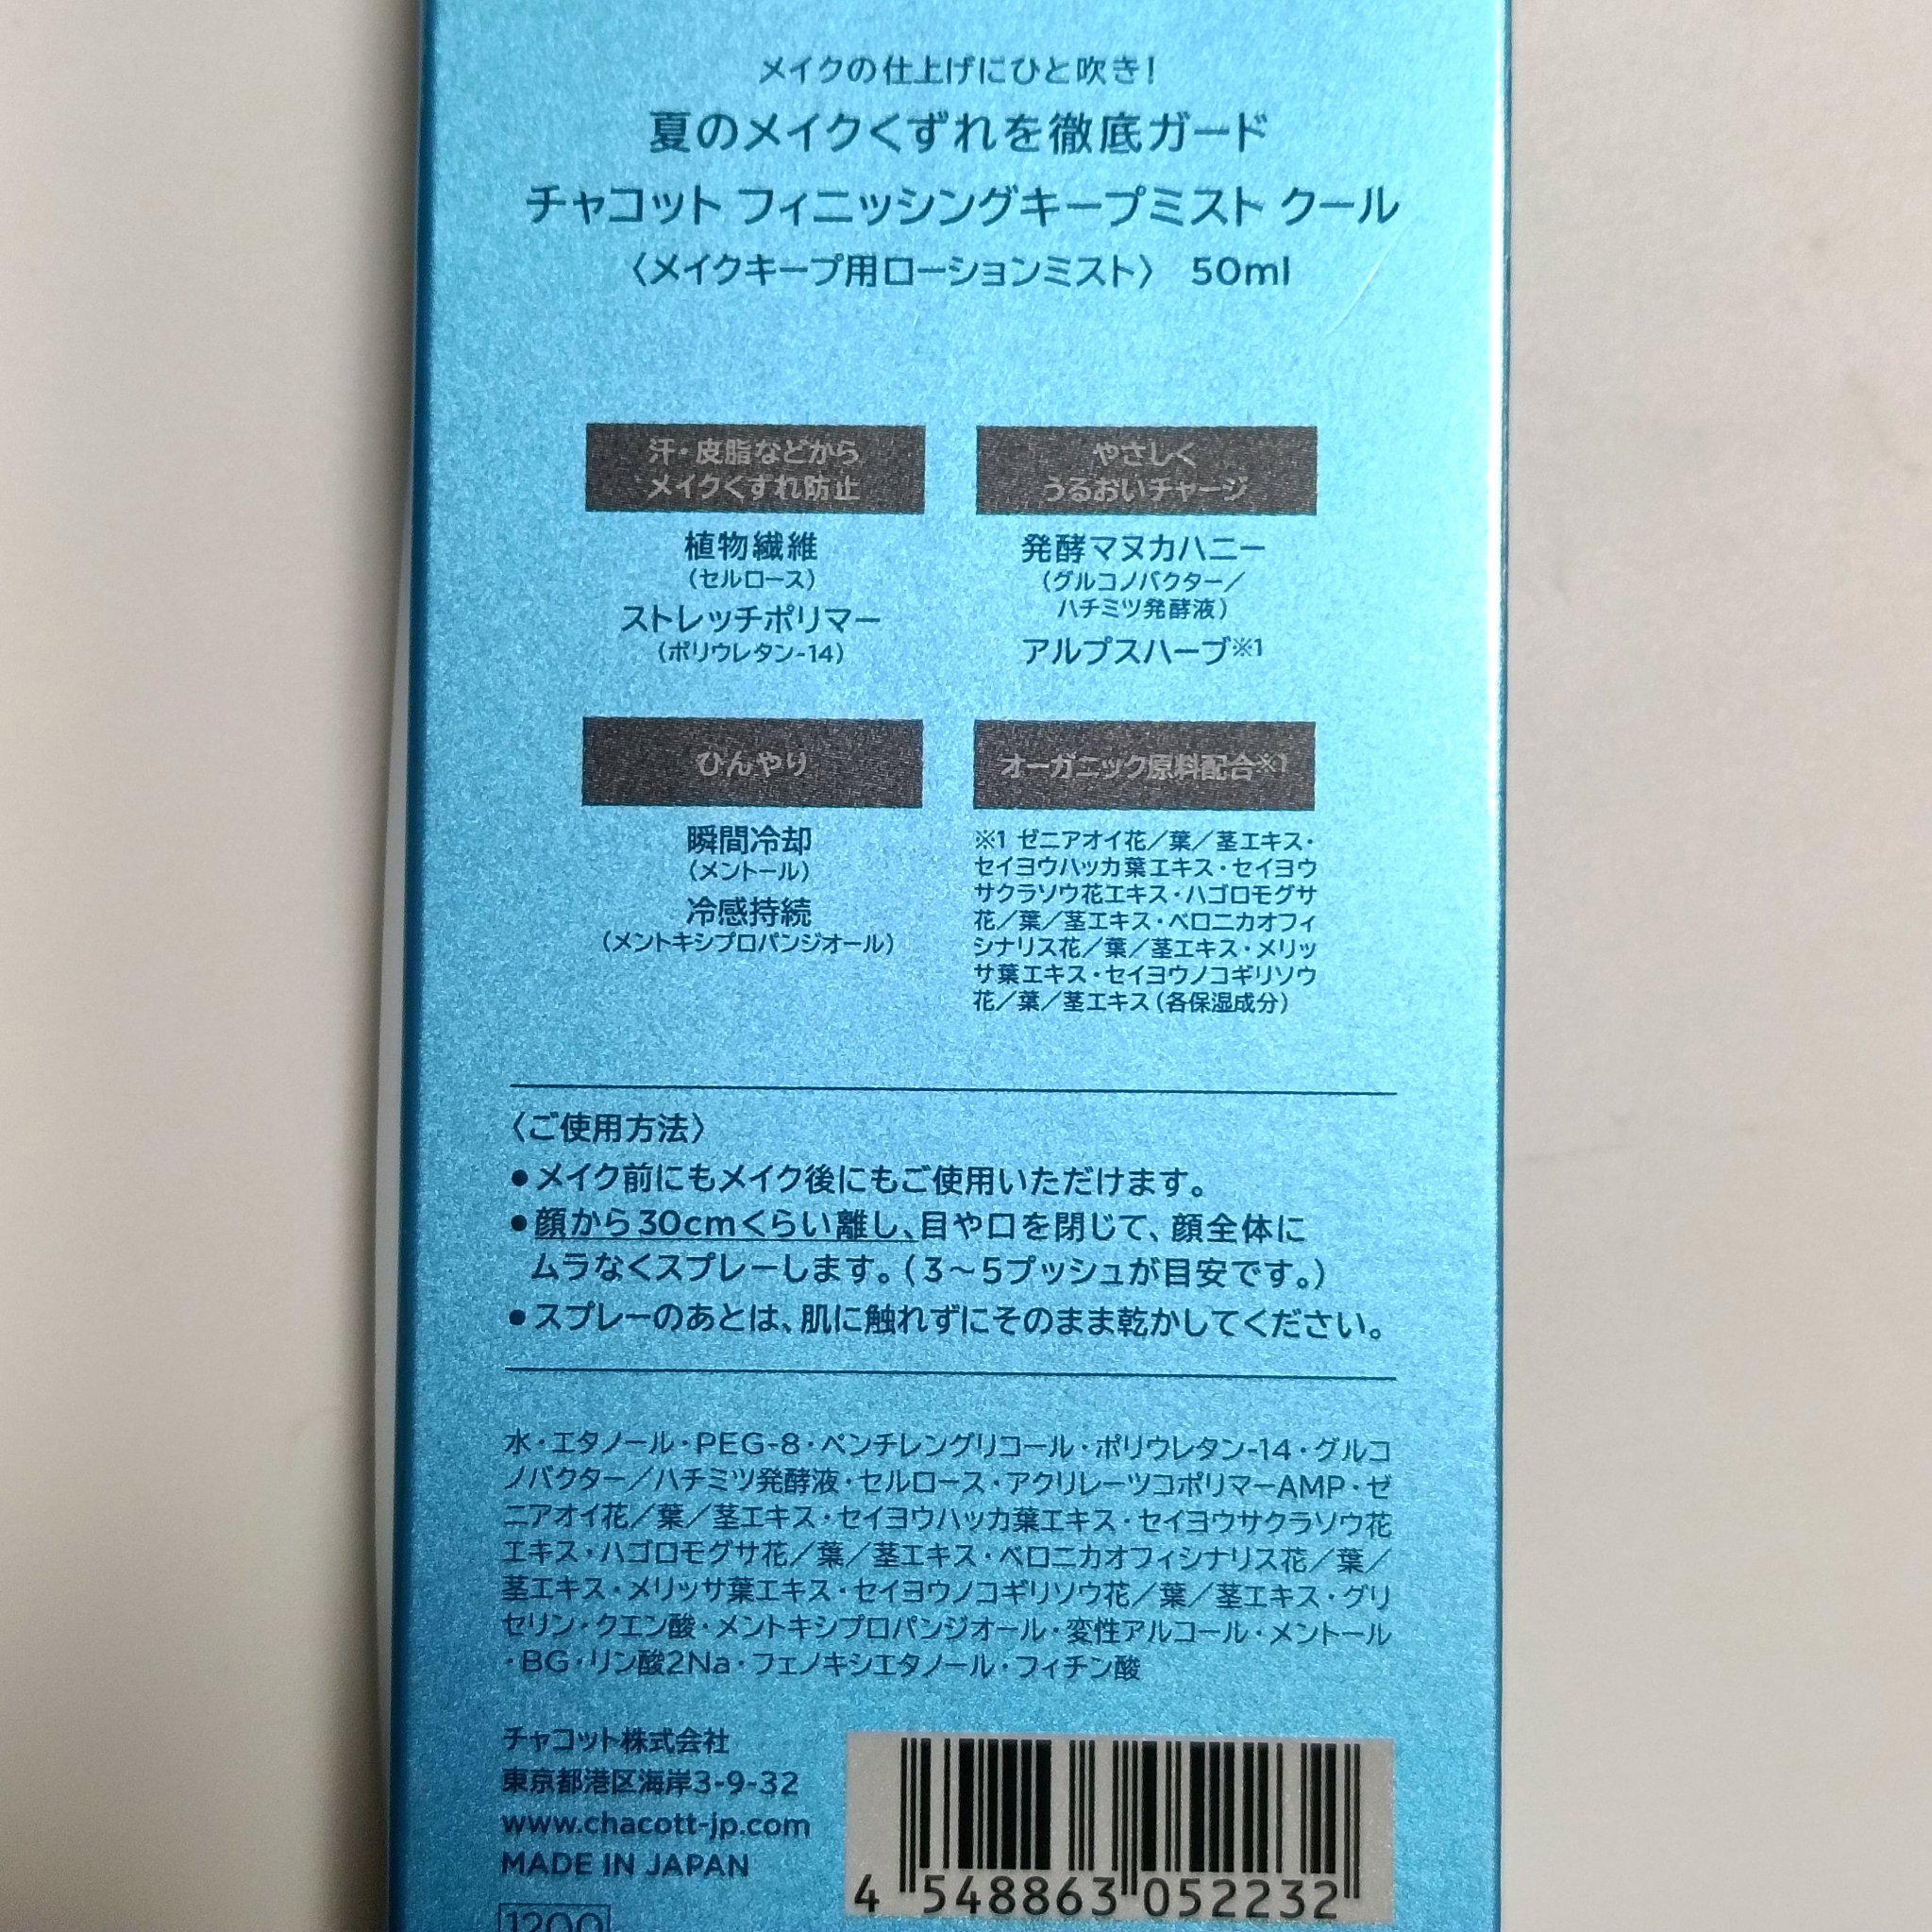 メイクの仕上げにひと吹き！
夏のメイクくずれを徹底ガード
チャコット フィニッシングキープミスト クール
〈メイクキープ用ローションミスト〉 50ml
汗・皮脂などから
メイクくずれ防止
植物繊維
（セルロース）
ストレッチポリマー
（ポリウレタン-14）
やさしく
うるおいチャージ
発酵マヌカハニー
（グルコノバクター／
ハチミツ発酵液）
アルプスハーブ※1
ひんやり
瞬間冷却
（メントール）
冷感持続
（メントキシプロパンジオール）
オーガニック原料配合※1
※1 ゼニアオイ花／葉／茎エキス・
セイヨウハッカ葉エキス・セイヨウ
サクラソウ花エキス・ハゴロモグサ
花／葉／茎エキス・ベロニカオフィ
シナリス花／葉／茎エキス・メリッ
サ葉エキス・セイヨウノコギリソウ
花／葉／茎エキス（各保湿成分）
〈ご使用方法〉
●メイク前にもメイク後にもご使用いただけます。
●顔から30cmくらい離し、目や口を閉じて、顔全体に
ムラなくスプレーします。（3〜5プッシュが目安です。）
●スプレーのあとは、肌に触れずにそのまま乾かしてください。
水・エタノール・PEG-8・ペンチレングリコール・ポリウレタン-14・グルコ
ノバクター／ハチミツ発酵液・セルロース・アクリレーツコポリマーAMP・ゼ
ニアオイ花／葉／茎エキス・セイヨウハッカ葉エキス・セイヨウサクラソウ花
エキス・ハゴロモグサ花／葉／茎エキス・ベロニカオフィシナリス花／葉／
茎エキス・メリッサ葉エキス・セイヨウノコギリソウ花／葉／茎エキス・グリ
セリン・クエン酸・メントキシプロパンジオール・変性アルコール・メントール
・BG・リン酸2Na・フェノキシエタノール・フィチン酸
チャコット株式会社
東京都港区海岸3-9-32
www.chacott-jp.com
MADE IN JAPAN
1200
4 548863 052232